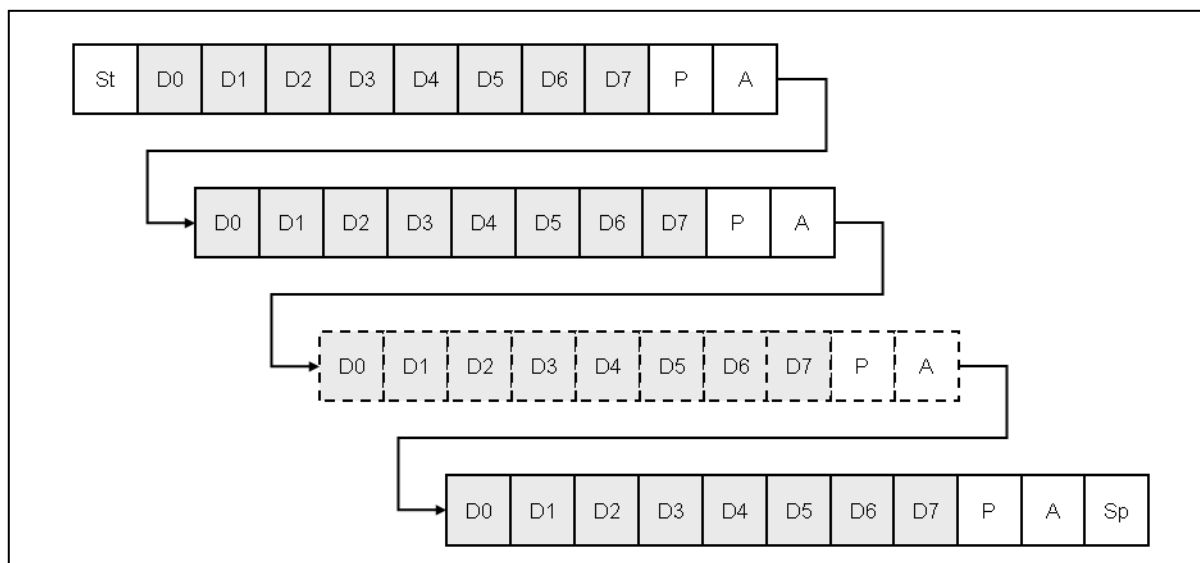 St D0 D1 D2 D3 D4 D5 D6 D7 P A
D0 D1 D2 D3 D4 D5 D6 D7 P A
D0 D1 D2 D3 D4 D5 D6 D7 P A
D0 D1 D2 D3 D4 D5 D6 D7 P A Sp